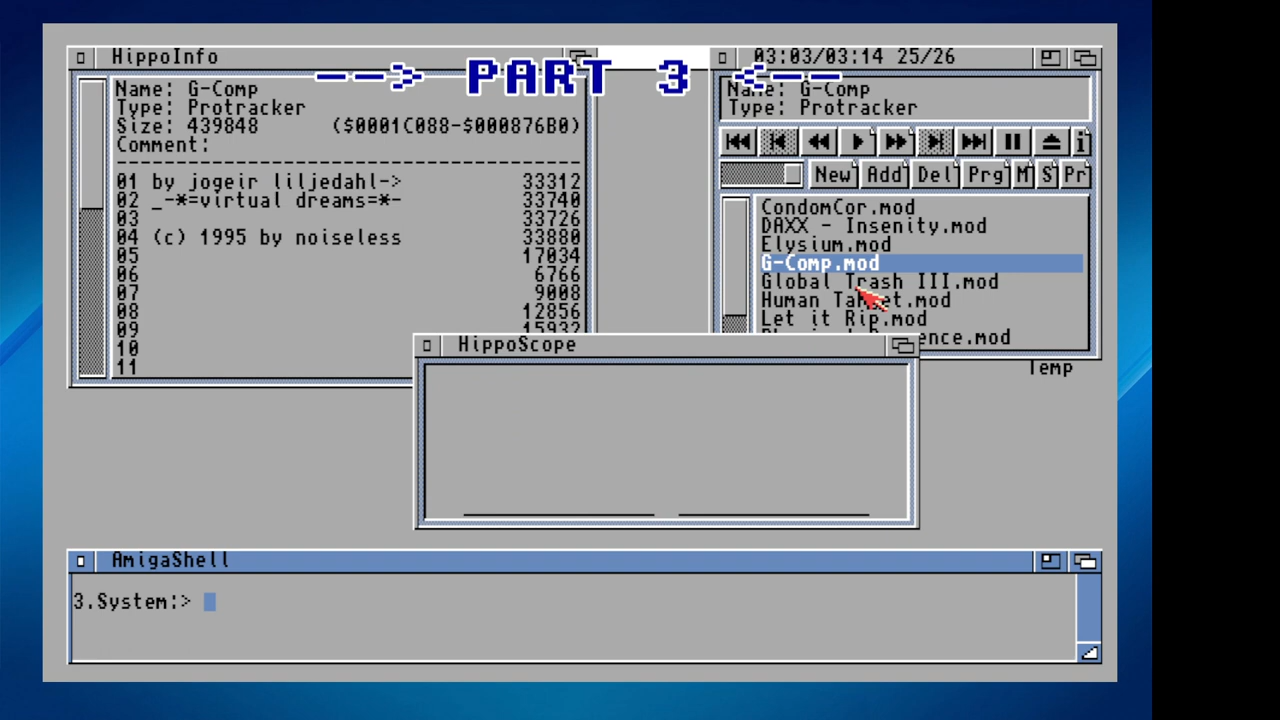 HippoInfo
03:03/03:14 25/26
--> PART 3 <--
Name: G-Comp
Type: Protracker
Size: 439848 ($0001C088-$000876B0)
Comment:
------------------------------------------------
01 by jogeir liljedahl-> 33312
02 _-*=virtual dreams=*- 33740
03 33726
04 (c) 1995 by noiseless 33880
05 17034
06 6766
07 9008
08 12856
09 15932
10
11
Name: G-Comp
Type: Protracker
i
New Add Del Prg M S Pr
CondomCor.mod
DAXX - Insenity.mod
Elysium.mod
G-Comp.mod
Global Trash III.mod
Human Target.mod
Let it Rip.mod
ence.mod
Temp
HippoScope
AmigaShell
3.System:>